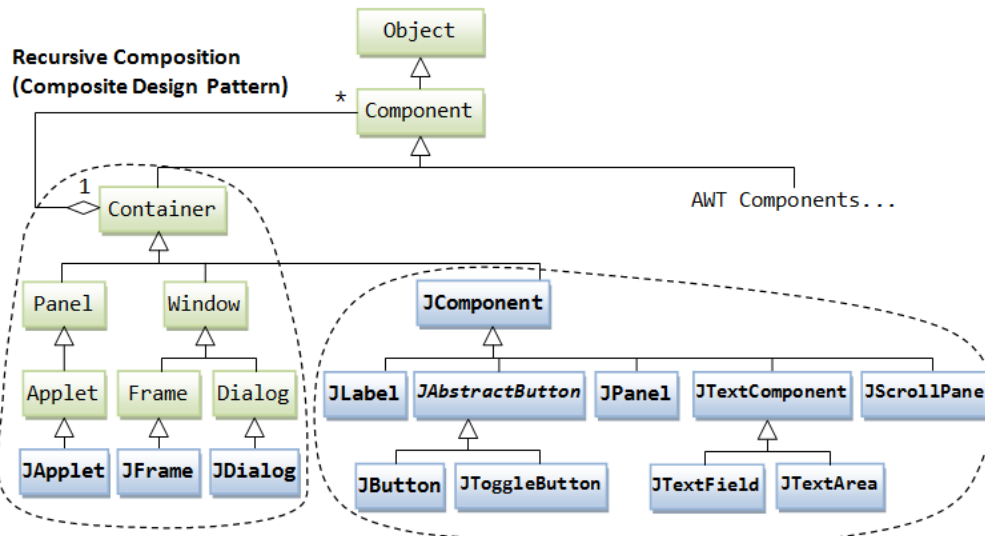 Object
Recursive Composition
(Composite Design Pattern)
*
Component
1
Container
AWT Components...
Panel
Window
JComponent
Applet
Frame
Dialog
JLabel
JAbstractButton
JPanel
JTextComponent
JScrollPane
JApplet
JFrame
JDialog
JButton
JToggleButton
JTextField
JTextArea